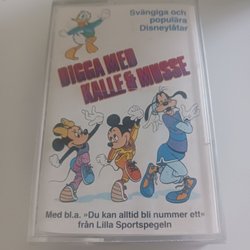 Svängiga och
populära
Disneylåtar
DIGGA MED
KALLE & MUSSE
Med bl.a. »Du kan alltid bli nummer ett«
från Lilla Sportspegeln